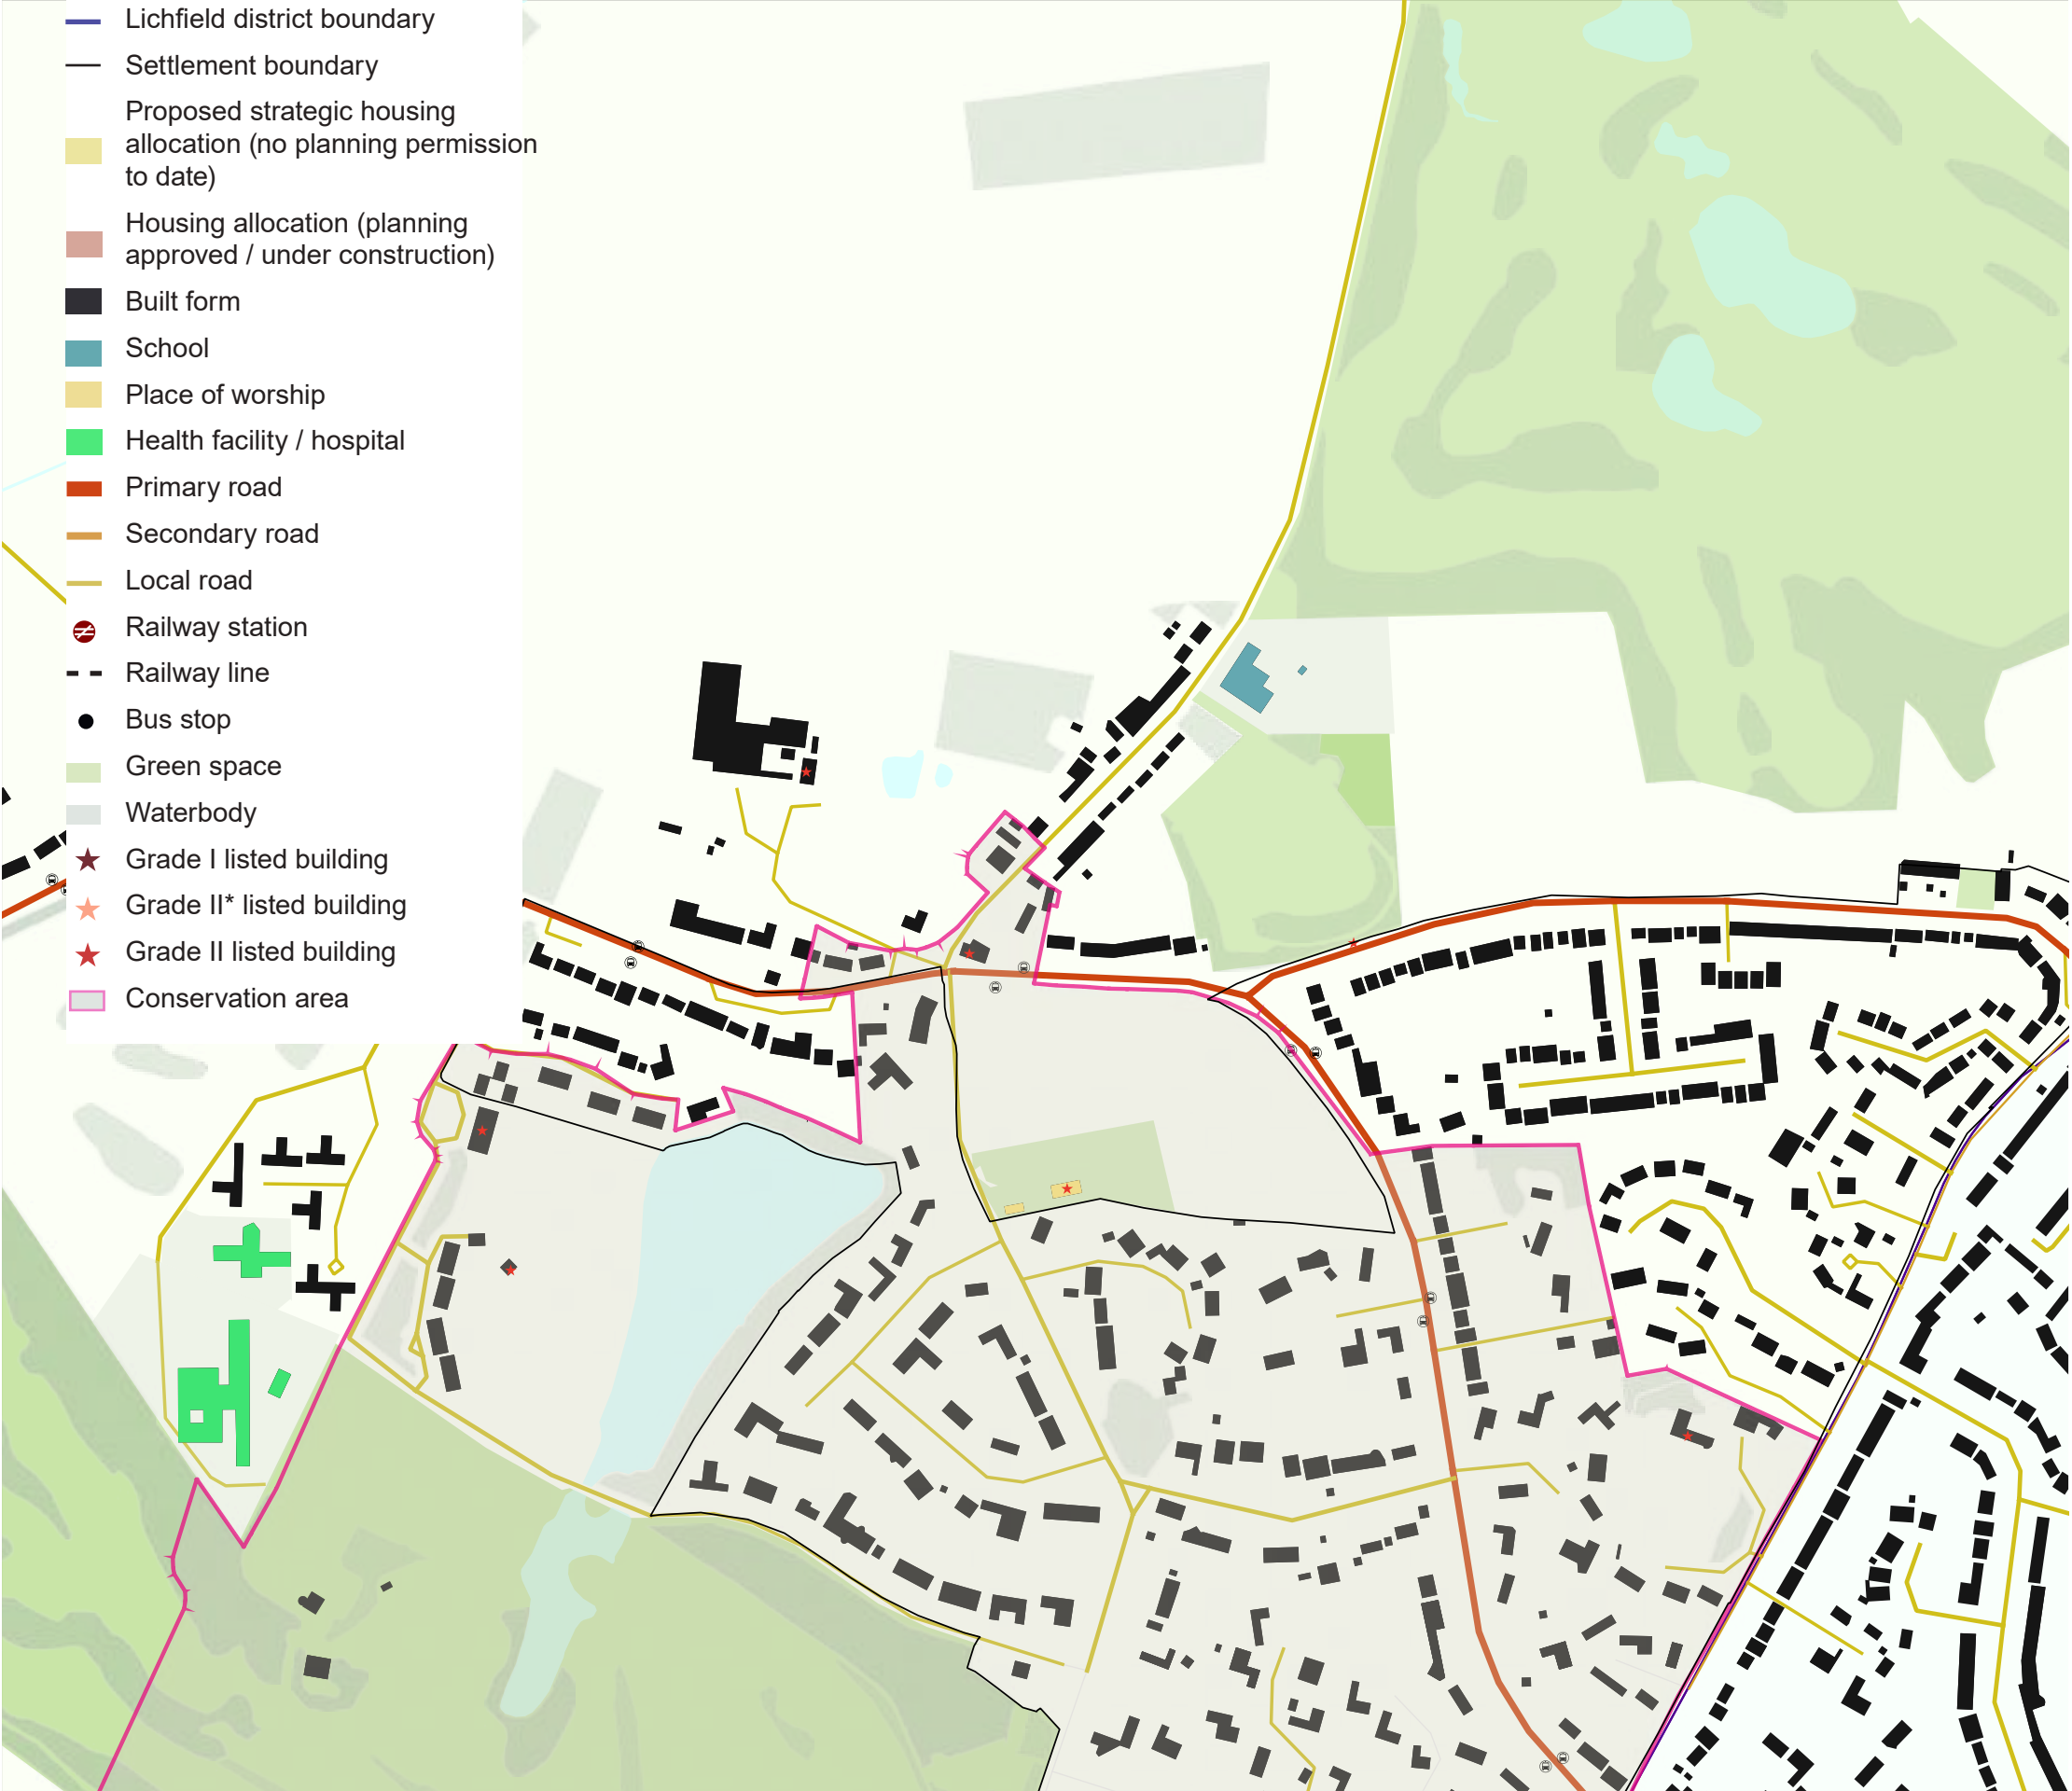 Lichfield district boundary
Settlement boundary
Proposed strategic housing
allocation (no planning permission
to date)
Housing allocation (planning
approved / under construction)
Built form
School
Place of worship
Health facility / hospital
Primary road
Secondary road
Local road
Railway station
Railway line
Bus stop
Green space
Waterbody
Grade I listed building
Grade II* listed building
Grade II listed building
Conservation area